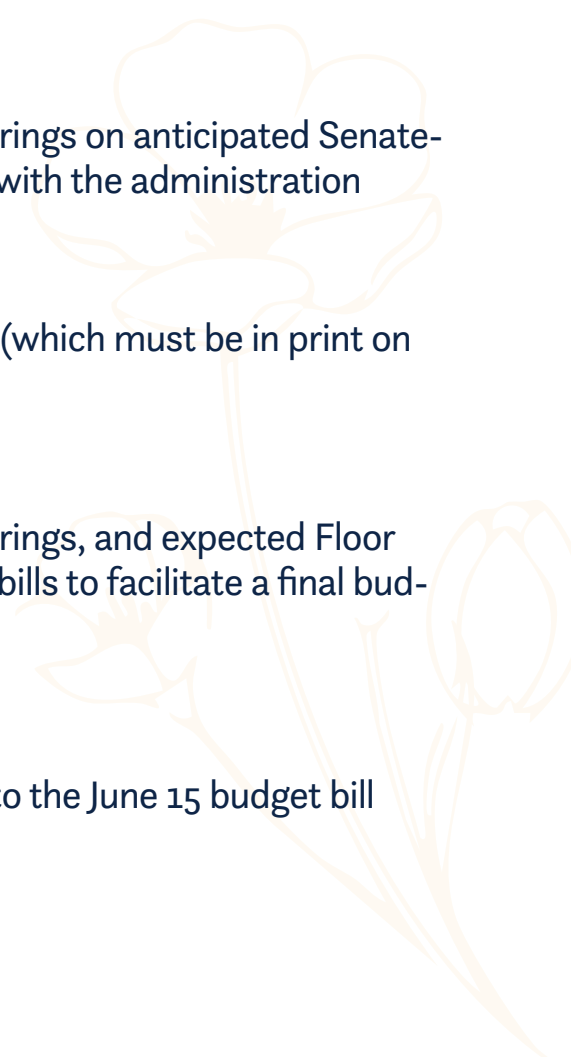 rings on anticipated Senate-
with the administration
(which must be in print on
rings, and expected Floor
bills to facilitate a final bud-
to the June 15 budget bill